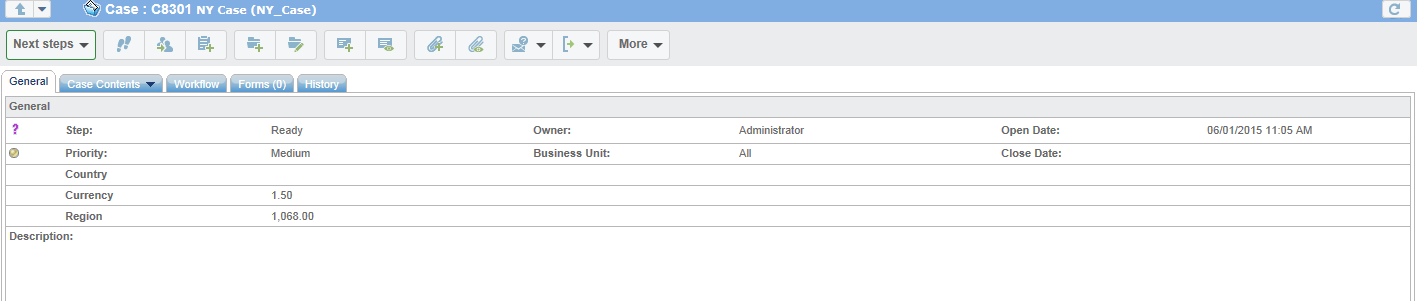 Case : C8301 NY Case (NY_Case)
Next steps More
General Case Contents Workflow Forms (0) History
General
? Step: Ready Owner: Administrator Open Date: 06/01/2015 11:05 AM
Priority: Medium Business Unit: All Close Date:
Country
Currency 1.50
Region 1,068.00
Description: